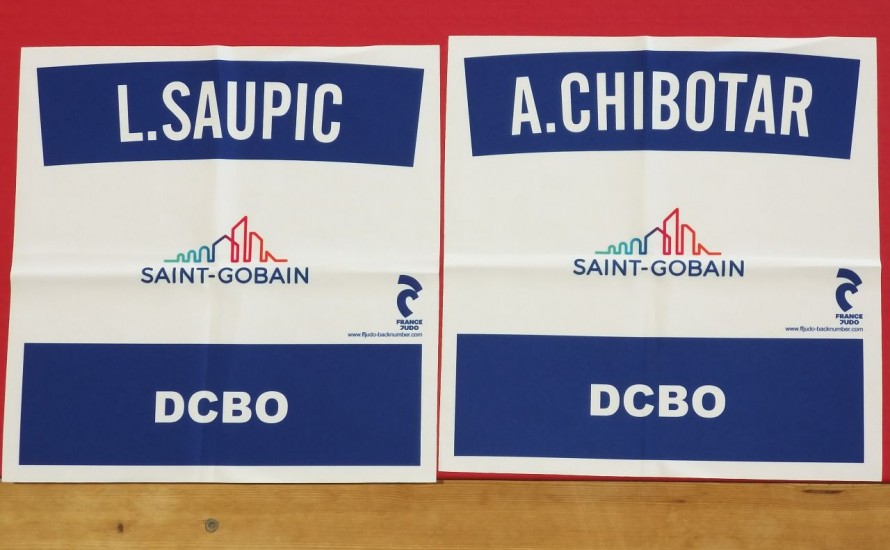 L.SAUPIC
SAINT-GOBAIN
FRANCE
JUDO
www.ffjudo-backnumber.com
DCBO
A.CHIBOTAR
SAINT-GOBAIN
FRANCE
JUDO
www.ffjudo-backnumber.com
DCBO